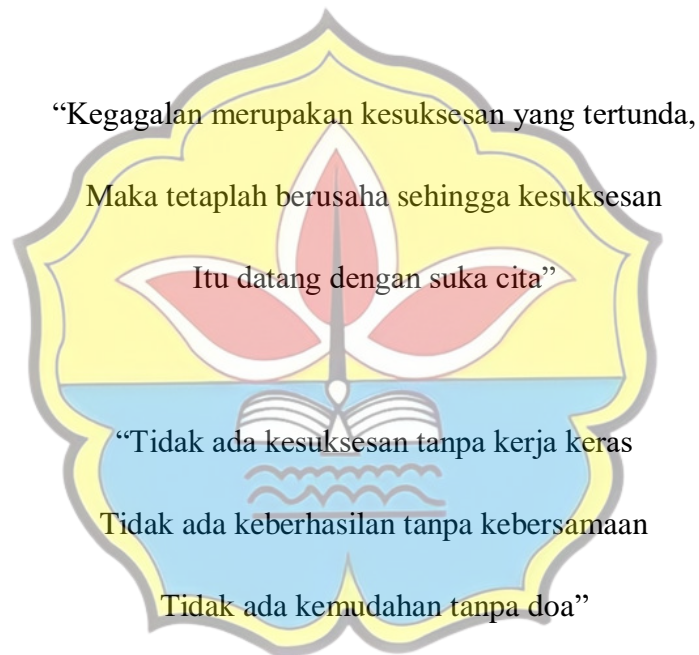 “Kegagalan merupakan kesuksesan yang tertunda,
Maka tetaplah berusaha sehingga kesuksesan
Itu datang dengan suka cita”
“Tidak ada kesuksesan tanpa kerja keras
Tidak ada keberhasilan tanpa kebersamaan
Tidak ada kemudahan tanpa doa”